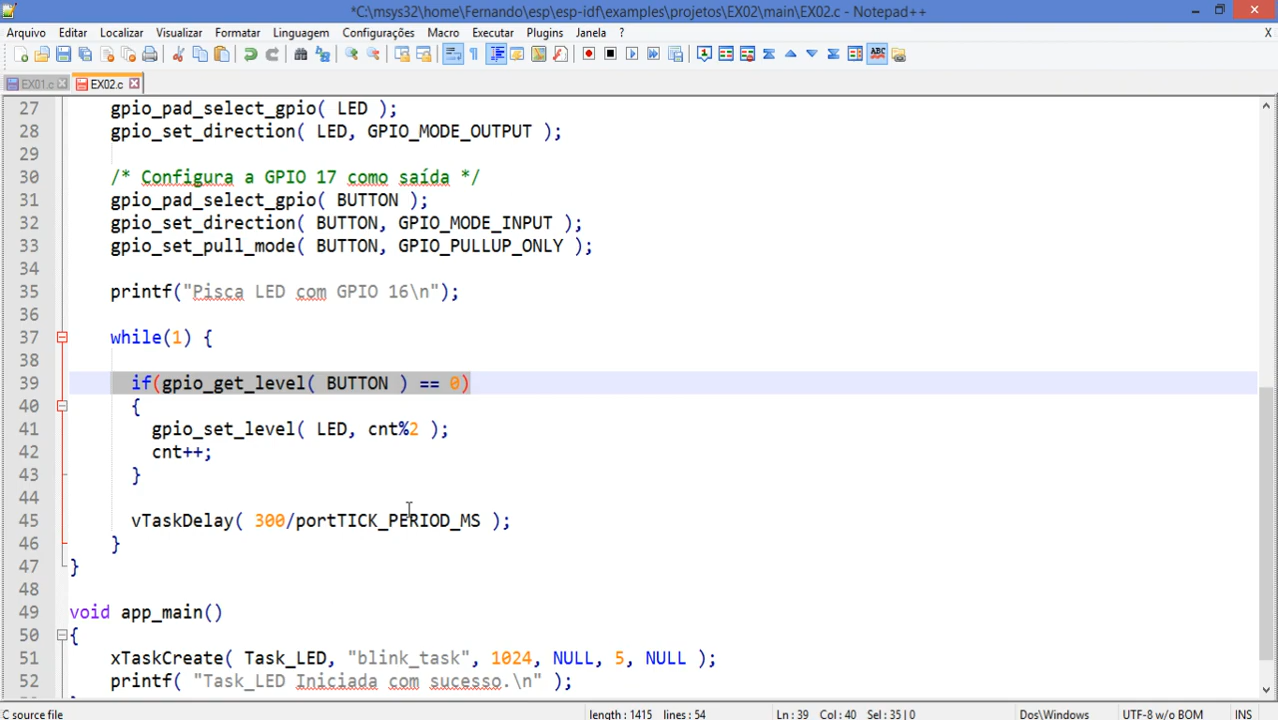 *C:\msys32\home\Fernando\esp\esp-idf\examples\projetos\EX02\main\EX02.c - Notepad++
Arquivo Editar Localizar Visualizar Formatar Linguagem Configurações Macro Executar Plugins Janela ? X
EX01.c EX02.c
27 gpio_pad_select_gpio( LED );
28 gpio_set_direction( LED, GPIO_MODE_OUTPUT );
29
30 /* Configura a GPIO 17 como saída */
31 gpio_pad_select_gpio( BUTTON );
32 gpio_set_direction( BUTTON, GPIO_MODE_INPUT );
33 gpio_set_pull_mode( BUTTON, GPIO_PULLUP_ONLY );
34
35 printf("Pisca LED com GPIO 16\n");
36
37 while(1) {
38
39 if(gpio_get_level( BUTTON ) == 0)
40 {
41 gpio_set_level( LED, cnt%2 );
42 cnt++;
43 }
44
45 vTaskDelay( 300/portTICK_PERIOD_MS );
46 }
47 }
48
49 void app_main()
50 {
51 xTaskCreate( Task_LED, "blink_task", 1024, NULL, 5, NULL );
52 printf( "Task_LED Iniciada com sucesso.\n" );
C source file length : 1415 lines : 54 Ln : 39 Col : 40 Sel : 35 | 0 Dos\Windows UTF-8 w/o BOM INS